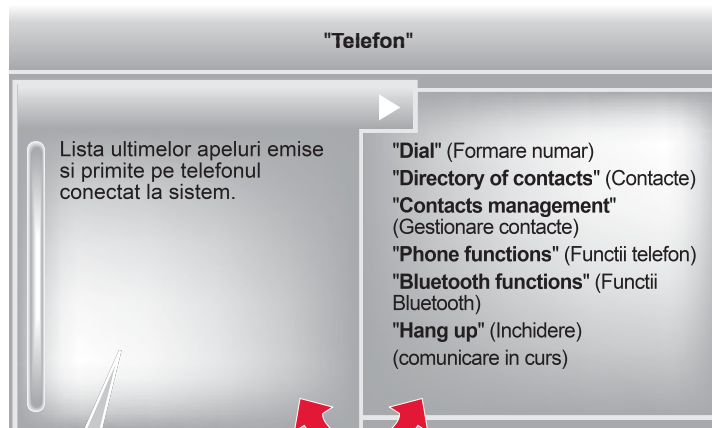 "Telefon"
Lista ultimelor apeluri emise
si primite pe telefonul
conectat la sistem.
"Dial" (Formare numar)
"Directory of contacts" (Contacte)
"Contacts management"
(Gestionare contacte)
"Phone functions" (Functii telefon)
"Bluetooth functions" (Functii
Bluetooth)
"Hang up" (Inchidere)
(comunicare in curs)